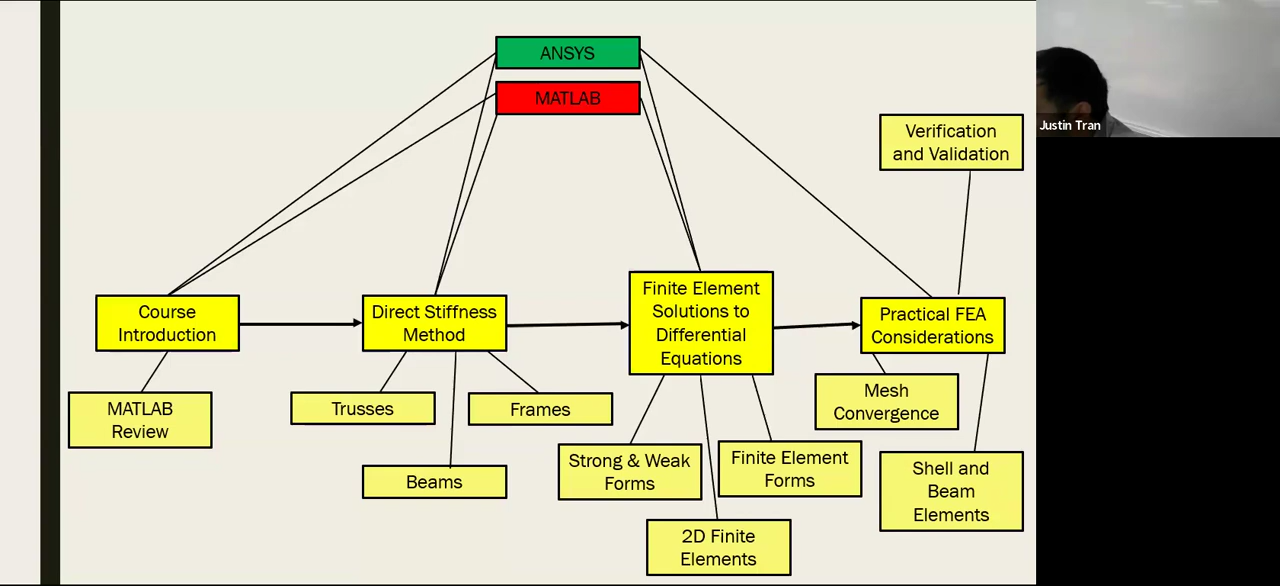 ANSYS
MATLAB
Justin Tran
Verification
and Validation
Course
Introduction
Direct Stiffness
Method
Finite Element
Solutions to
Differential
Equations
Practical FEA
Considerations
MATLAB
Review
Trusses
Frames
Beams
Strong & Weak
Forms
Finite Element
Forms
2D Finite
Elements
Mesh
Convergence
Shell and
Beam
Elements